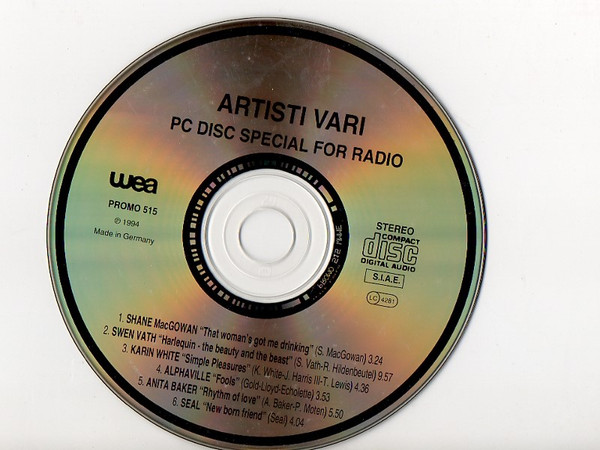 ARTISTI VARI
PC DISC SPECIAL FOR RADIO
wea
PROMO 515
℗ 1994
Made in Germany
STEREO
COMPACT
disc
DIGITAL AUDIO
S.I.A.E.
LC 4281
PROMO 515 WME
1. SHANE MacGOWAN "That woman's got me drinking" (S. MacGowan) 3.24
2. SWEN VATH "Harlequin - the beauty and the beast" (S. Vath-R. Hildenbeutel) 9.57
3. KARIN WHITE "Simple Pleasures" (K. White-J. Harris III-T. Lewis) 4.36
4. ALPHAVILLE "Fools" (Gold-Lloyd-Echolette) 3.53
5. ANITA BAKER "Rhythm of love" (A. Baker-P. Moten) 5.50
6. SEAL "New born friend" (Seal) 4.04